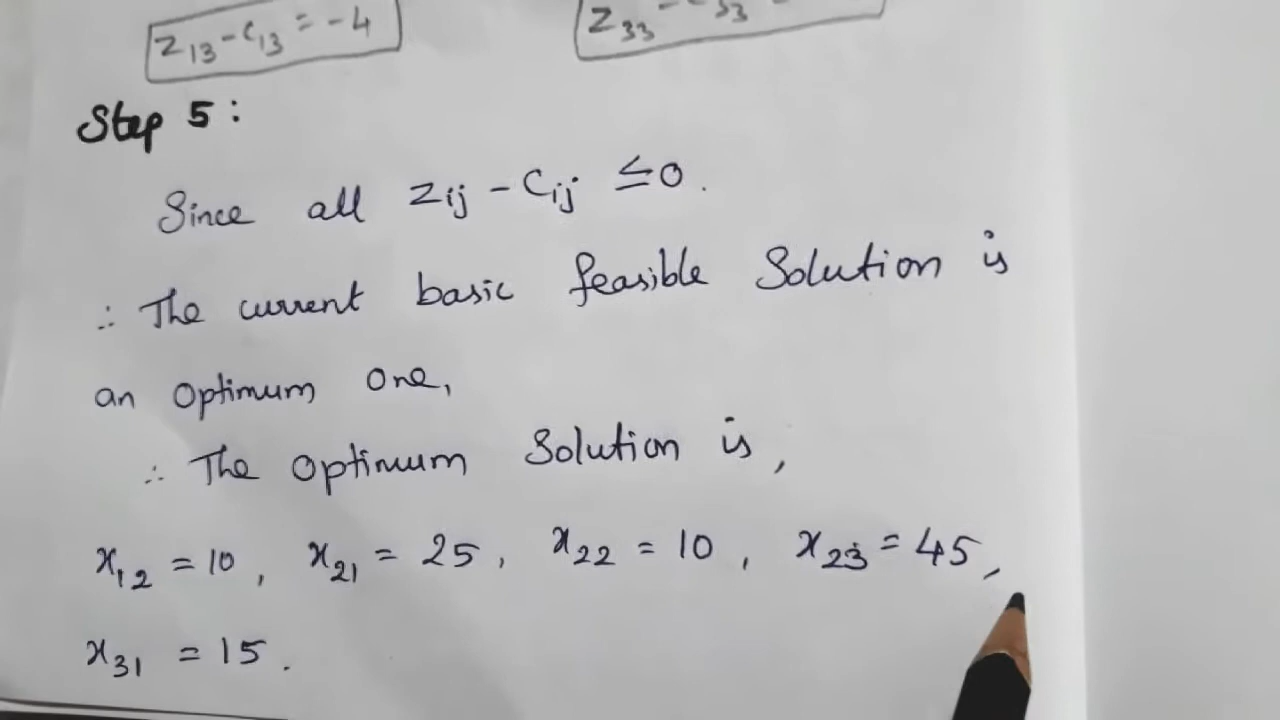 z13 - c13 = -4
z33 - c33
Step 5:
Since all zij - cij ≤ 0.
∴ The current basic feasible Solution is
an optimum one,
∴ The optimum Solution is,
x12 = 10, x21 = 25, x22 = 10, x23 = 45,
x31 = 15.